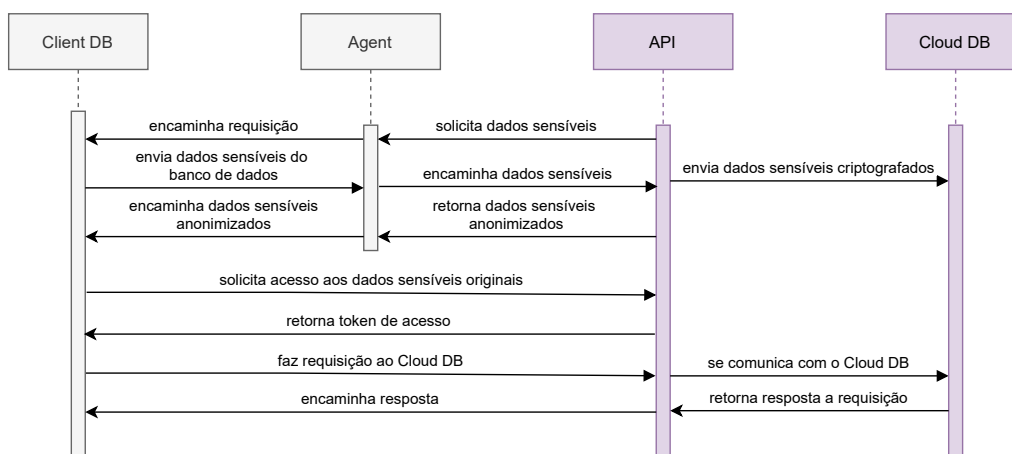 Client DB
Agent
API
Cloud DB
encaminha requisição
solicita dados sensíveis
envia dados sensíveis do
banco de dados
encaminha dados sensíveis
envia dados sensíveis criptografados
encaminha dados sensíveis
anonimizados
retorna dados sensíveis
anonimizados
solicita acesso aos dados sensíveis originais
retorna token de acesso
faz requisição ao Cloud DB
se comunica com o Cloud DB
encaminha resposta
retorna resposta a requisição